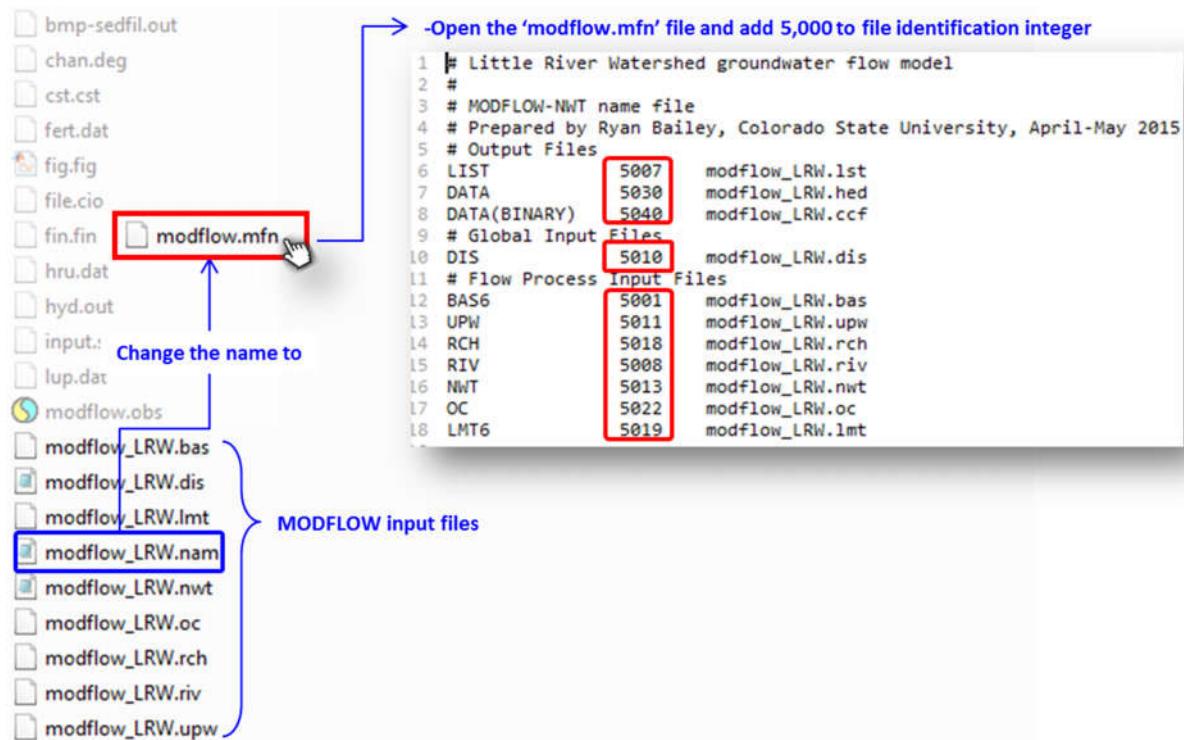 bmp-sedfil.out
chan.deg
cst.cst
fert.dat
fig.fig
file.cio
fin.fin
modflow.mfn
hru.dat
hyd.out
input.s
Change the name to
lup.dat
modflow.obs
modflow_LRW.bas
modflow_LRW.dis
modflow_LRW.lmt
modflow_LRW.nam
modflow_LRW.nwt
modflow_LRW.oc
modflow_LRW.rch
modflow_LRW.riv
modflow_LRW.upw
MODFLOW input files
-Open the ‘modflow.mfn’ file and add 5,000 to file identification integer
1 # Little River Watershed groundwater flow model
2 #
3 # MODFLOW-NWT name file
4 # Prepared by Ryan Bailey, Colorado State University, April-May 2015
5 # Output Files
6 LIST 5007 modflow_LRW.lst
7 DATA 5030 modflow_LRW.hed
8 DATA(BINARY) 5040 modflow_LRW.ccf
9 # Global Input Files
10 DIS 5010 modflow_LRW.dis
11 # Flow Process Input Files
12 BAS6 5001 modflow_LRW.bas
13 UPW 5011 modflow_LRW.upw
14 RCH 5018 modflow_LRW.rch
15 RIV 5008 modflow_LRW.riv
16 NWT 5013 modflow_LRW.nwt
17 OC 5022 modflow_LRW.oc
18 LMT6 5019 modflow_LRW.lmt